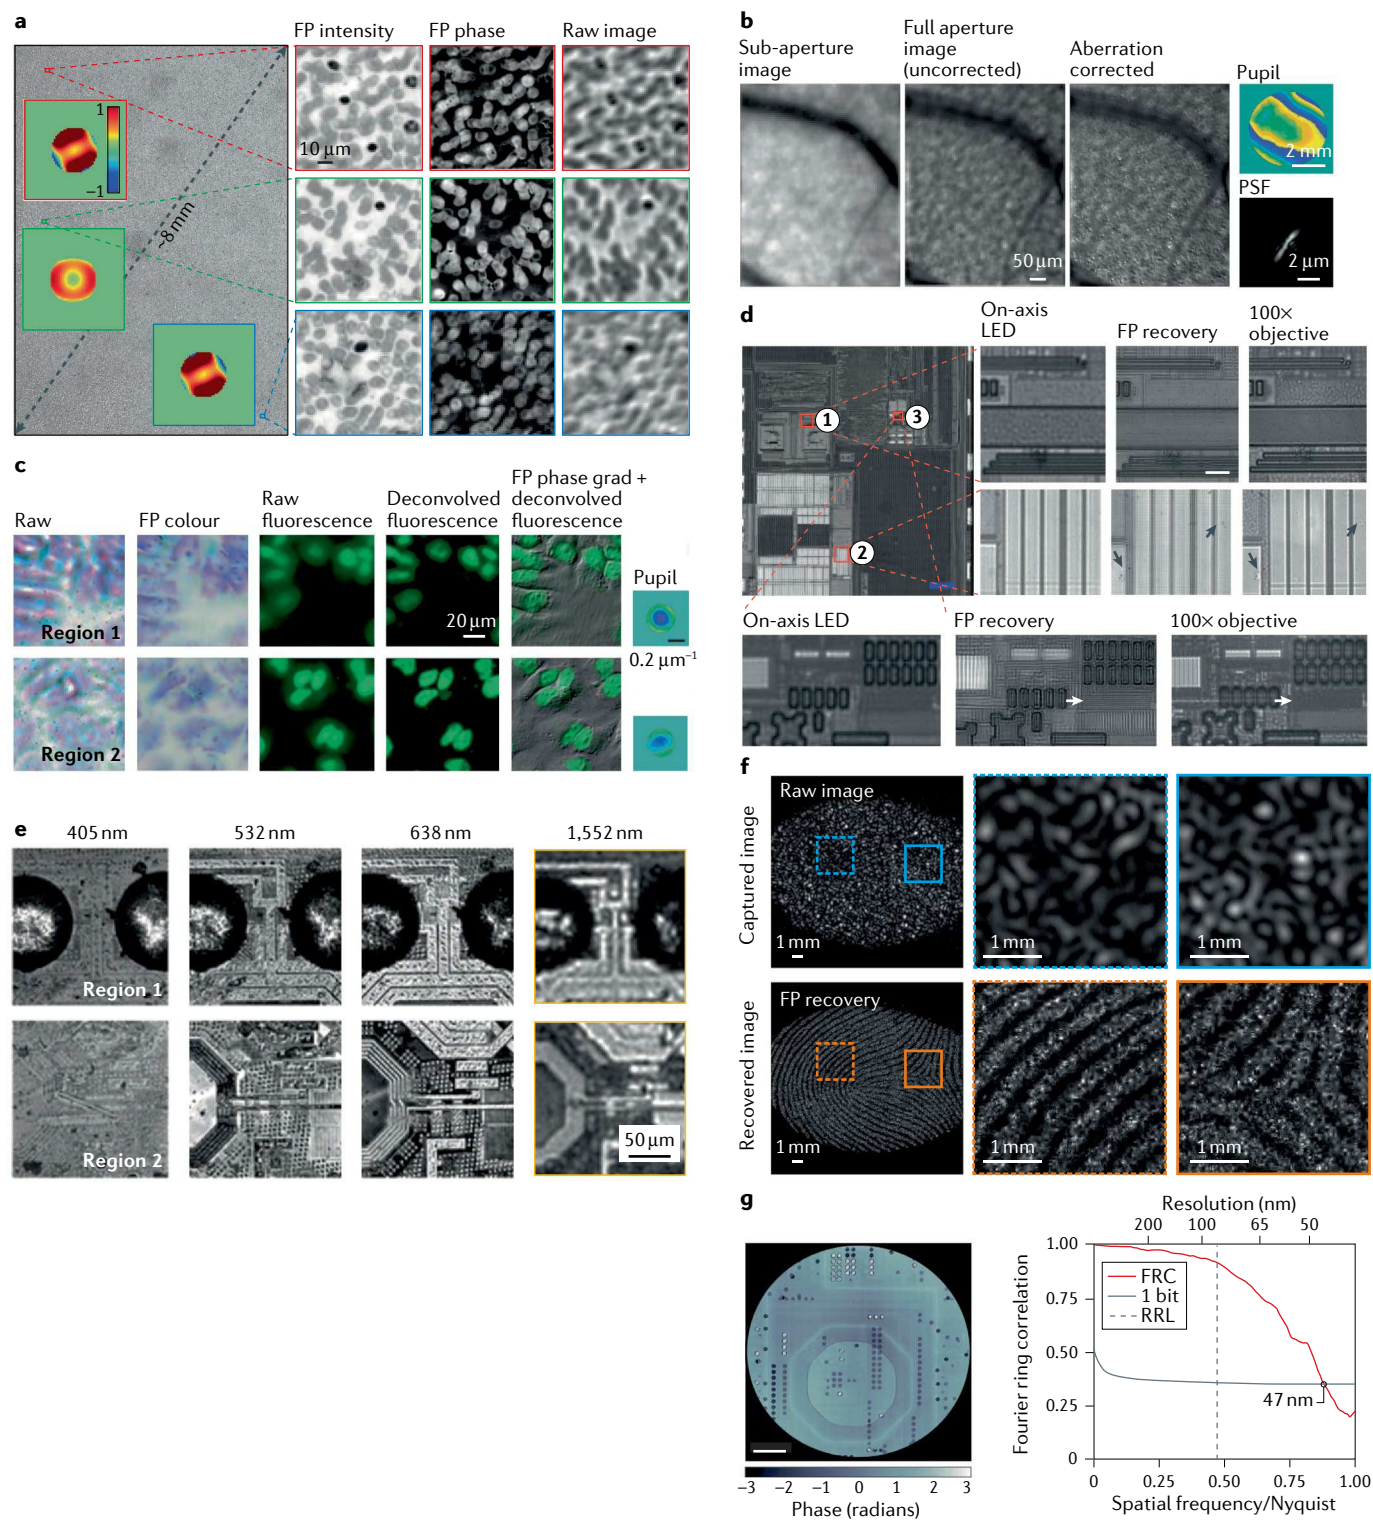 a
FP intensity
FP phase
Raw image
1
−1
~8 mm
10 μm
b
Sub-aperture
image
Full aperture
image
(uncorrected)
Aberration
corrected
Pupil
2 mm
PSF
2 μm
50 μm
c
Raw
FP colour
Raw
fluorescence
Deconvolved
fluorescence
FP phase grad +
deconvolved
fluorescence
Region 1
20 μm
Pupil
0.2 μm⁻¹
Region 2
d
On-axis
LED
FP recovery
100×
objective
1
3
2
On-axis LED
FP recovery
100× objective
e
405 nm
532 nm
638 nm
1,552 nm
Region 1
Region 2
50 μm
f
Captured image
Raw image
1 mm
1 mm
1 mm
Recovered image
FP recovery
1 mm
1 mm
1 mm
g
−3 −2 −1 0 1 2 3
Phase (radians)
Resolution (nm)
200 100 65 50
Fourier ring correlation
1.00
0.75
0.50
0.25
0
FRC
1 bit
RRL
47 nm
0 0.25 0.50 0.75 1.00
Spatial frequency/Nyquist